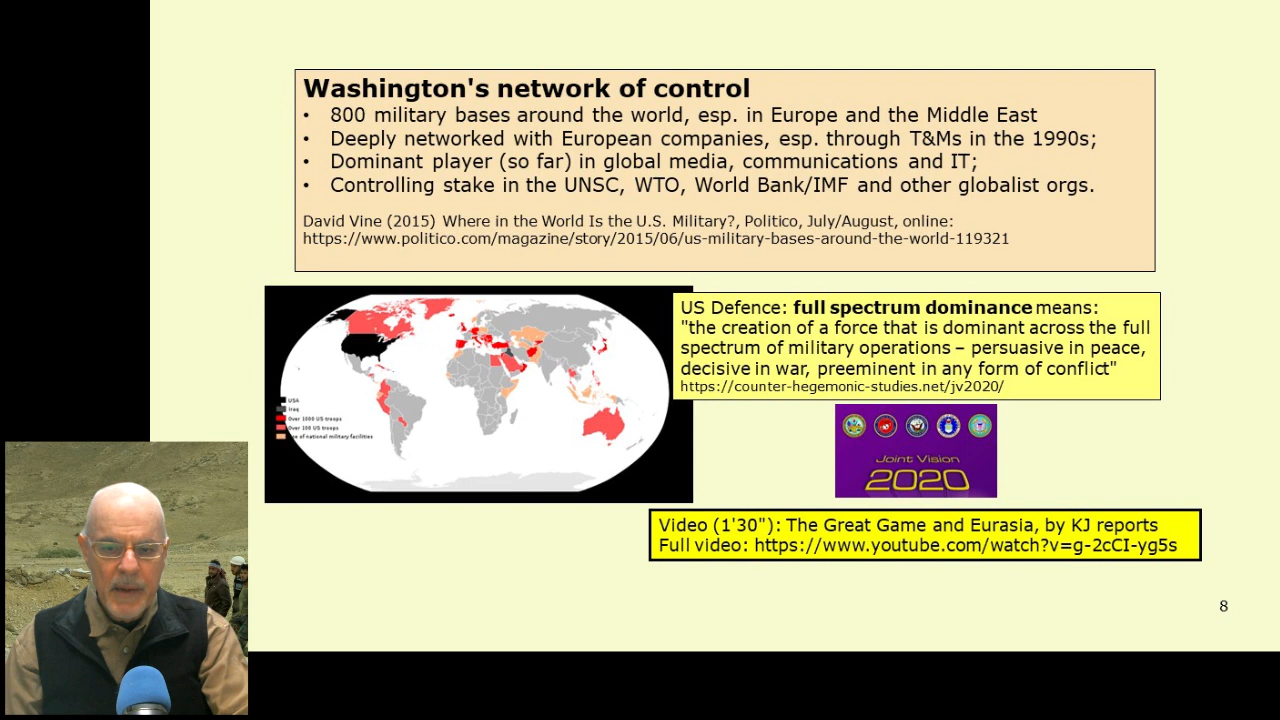 Washington's network of control
• 800 military bases around the world, esp. in Europe and the Middle East
• Deeply networked with European companies, esp. through T&Ms in the 1990s;
• Dominant player (so far) in global media, communications and IT;
• Controlling stake in the UNSC, WTO, World Bank/IMF and other globalist orgs.
David Vine (2015) Where in the World Is the U.S. Military?, Politico, July/August, online:
https://www.politico.com/magazine/story/2015/06/us-military-bases-around-the-world-119321
USA
Iraq
Over 1000 US troops
Over 100 US troops
of national military facilities
US Defence: full spectrum dominance means:
"the creation of a force that is dominant across the full
spectrum of military operations – persuasive in peace,
decisive in war, preeminent in any form of conflict"
https://counter-hegemonic-studies.net/jv2020/
Joint Vision
2020
Video (1'30"): The Great Game and Eurasia, by KJ reports
Full video: https://www.youtube.com/watch?v=g-2cCI-yg5s
8